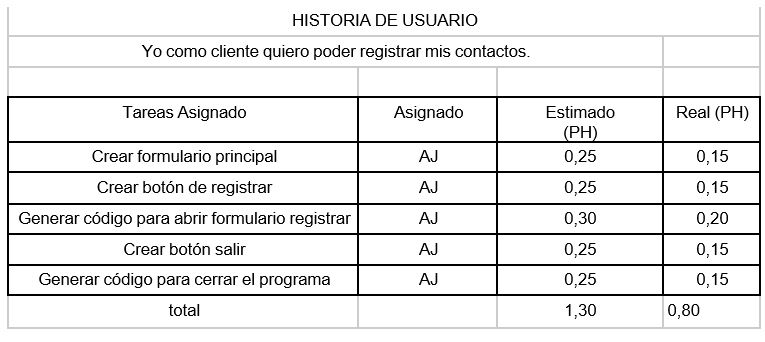 HISTORIA DE USUARIO
Yo como cliente quiero poder registrar mis contactos.
Tareas Asignado Asignado Estimado (PH) Real (PH)
Crear formulario principal AJ 0,25 0,15
Crear botón de registrar AJ 0,25 0,15
Generar código para abrir formulario registrar AJ 0,30 0,20
Crear botón salir AJ 0,25 0,15
Generar código para cerrar el programa AJ 0,25 0,15
total 1,30 0,80